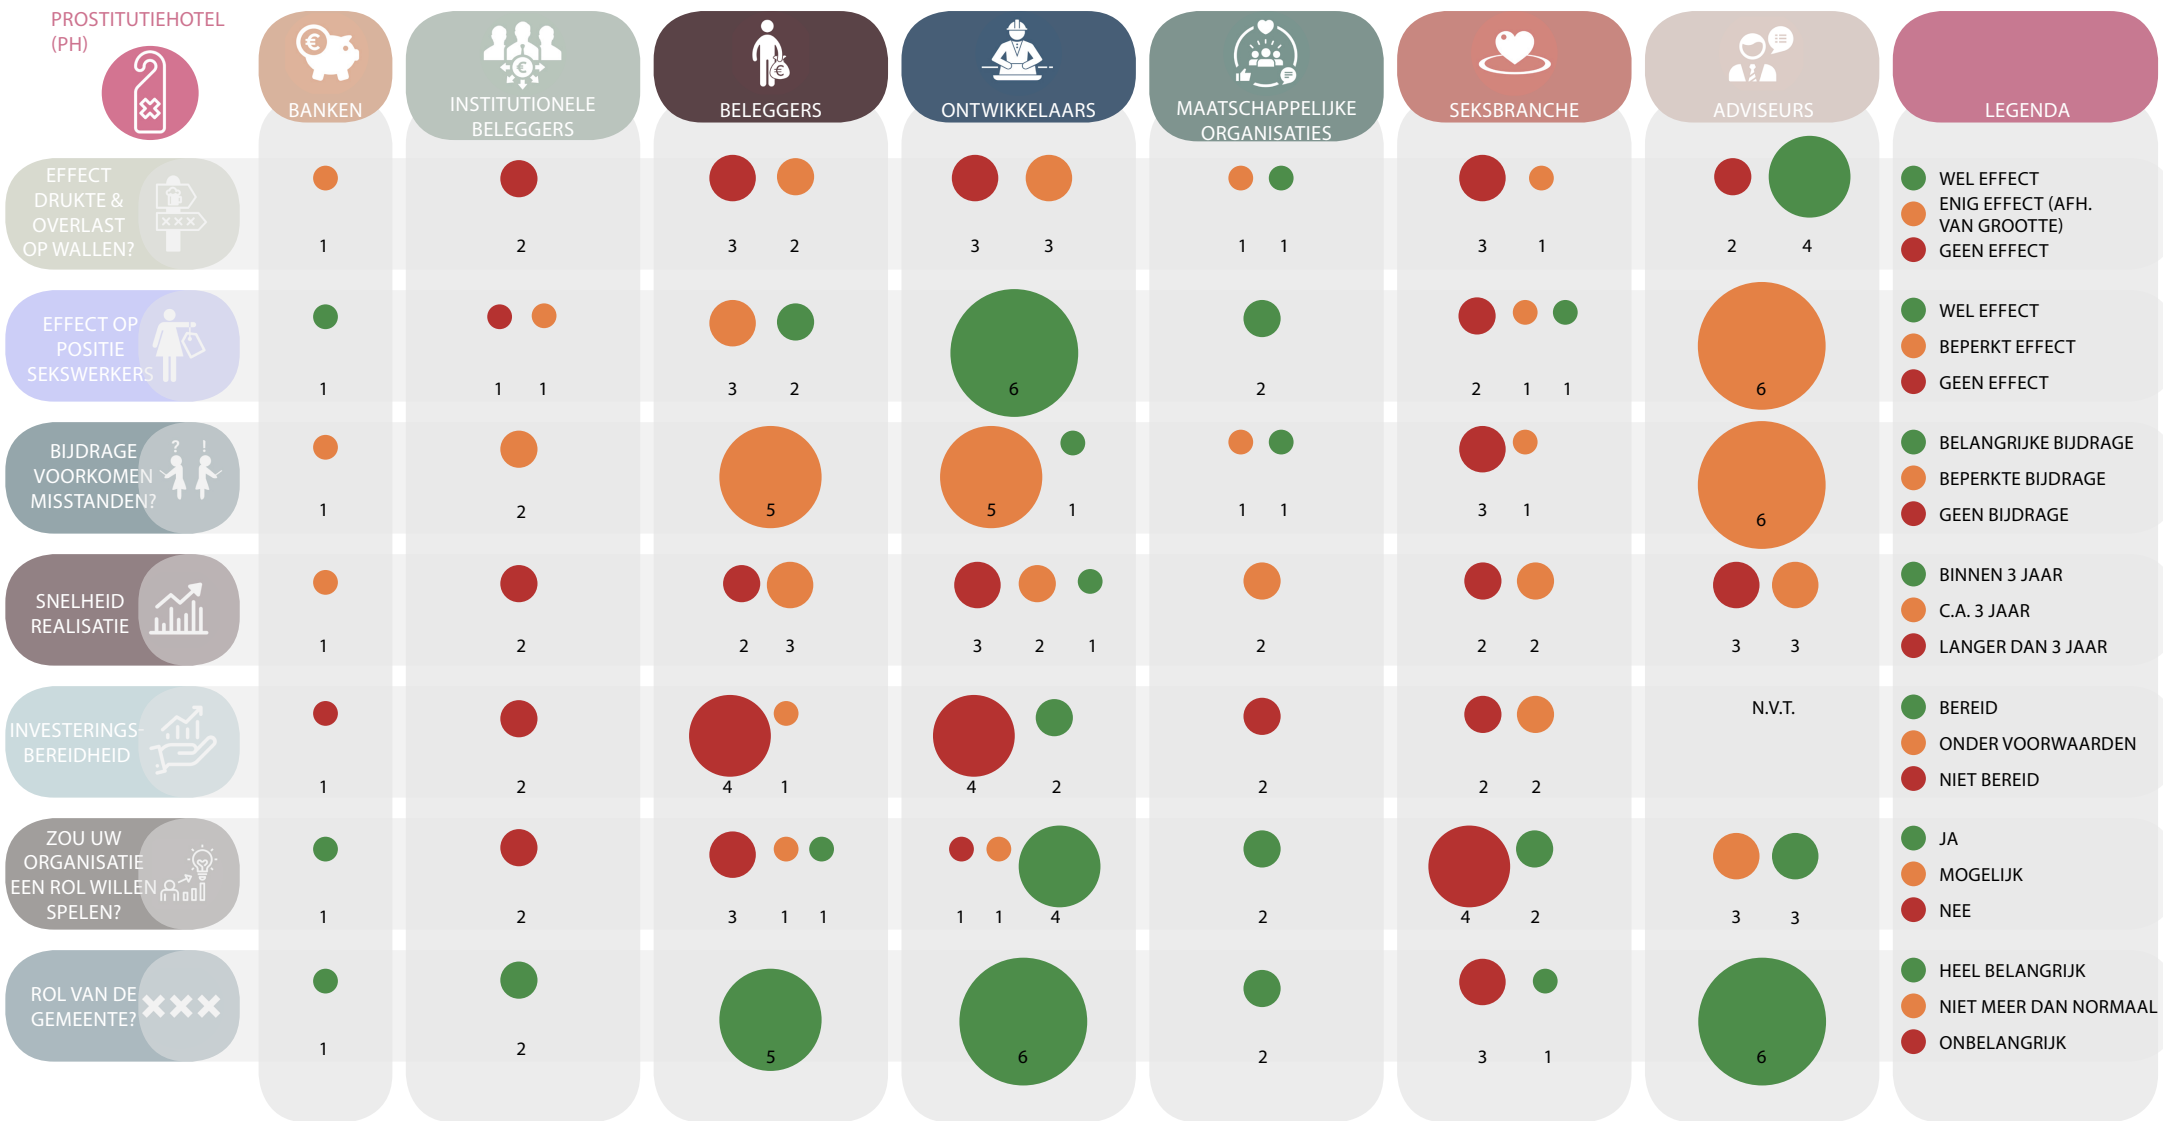 PROSTITUTIEHOTEL
(PH)
BANKEN
INSTITUTIONELE
BELEGGERS
BELEGGERS
ONTWIKKELAARS
MAATSCHAPPELIJKE
ORGANISATIES
SEKSBRANCHE
ADVISEURS
LEGENDA
EFFECT
DRUKTE &
OVERLAST
OP WALLEN?
1
2
3 2
3 3
1 1
3 1
2 4
WEL EFFECT
ENIG EFFECT (AFH.
VAN GROOTTE)
GEEN EFFECT
EFFECT OP
POSITIE
SEKSWERKERS
1
1 1
3 2
6
2
2 1 1
6
WEL EFFECT
BEPERKT EFFECT
GEEN EFFECT
BIJDRAGE
VOORKOMEN
MISSTANDEN?
? !
1
2
5
5 1
1 1
3 1
6
BELANGRIJKE BIJDRAGE
BEPERKTE BIJDRAGE
GEEN BIJDRAGE
SNELHEID
REALISATIE
1
2
2 3
3 2 1
2
2 2
3 3
BINNEN 3 JAAR
C.A. 3 JAAR
LANGER DAN 3 JAAR
INVESTERINGS-
BEREIDHEID
1
2
4 1
4 2
2
2 2
N.V.T.
BEREID
ONDER VOORWAARDEN
NIET BEREID
ZOU UW
ORGANISATIE
EEN ROL WILLEN
SPELEN?
1
2
3 1 1
1 1 4
2
4 2
3 3
JA
MOGELIJK
NEE
ROL VAN DE
GEMEENTE?
1
2
5
6
2
3 1
6
HEEL BELANGRIJK
NIET MEER DAN NORMAAL
ONBELANGRIJK